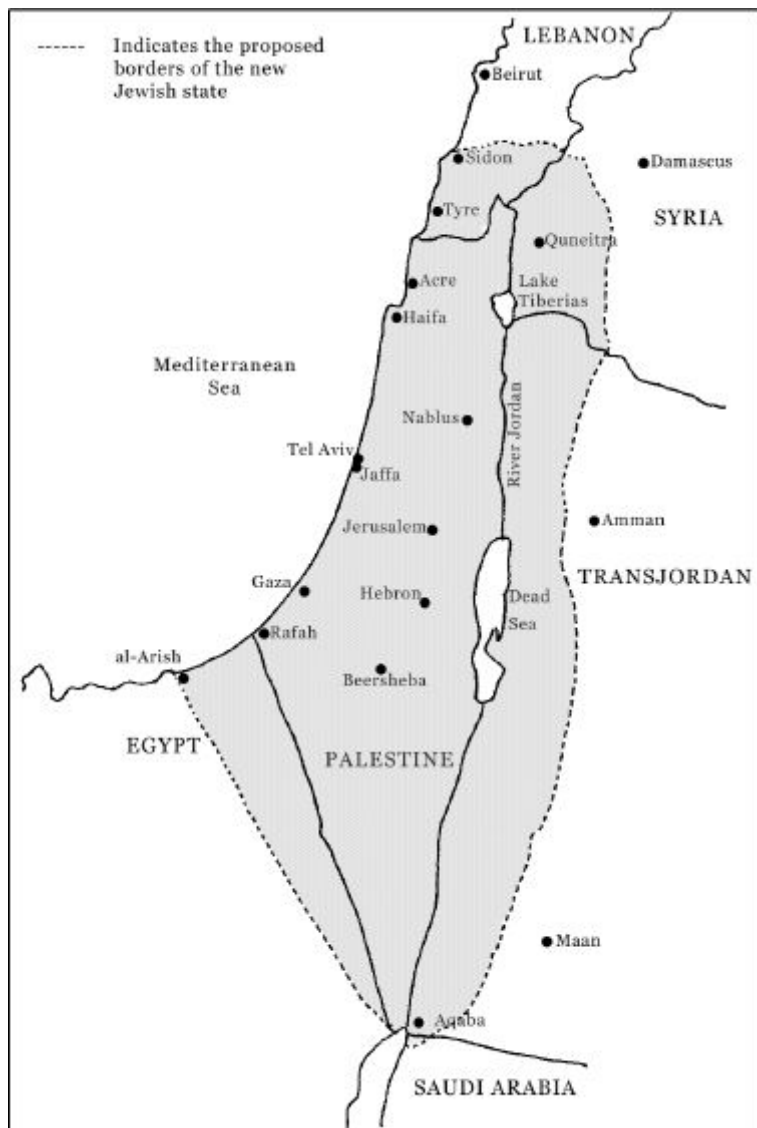 LEBANON
Indicates the proposed
borders of the new
Jewish state
Beirut
Sidon
Damascus
Tyre
SYRIA
Quneitra
Acre
Lake
Tiberias
Haifa
Mediterranean
Sea
Nablus
River Jordan
Tel Aviv
Jaffa
Amman
Jerusalem
TRANSJORDAN
Gaza
Hebron
Dead
Sea
Rafah
al-Arish
Beersheba
EGYPT
PALESTINE
Maan
Aqaba
SAUDI ARABIA